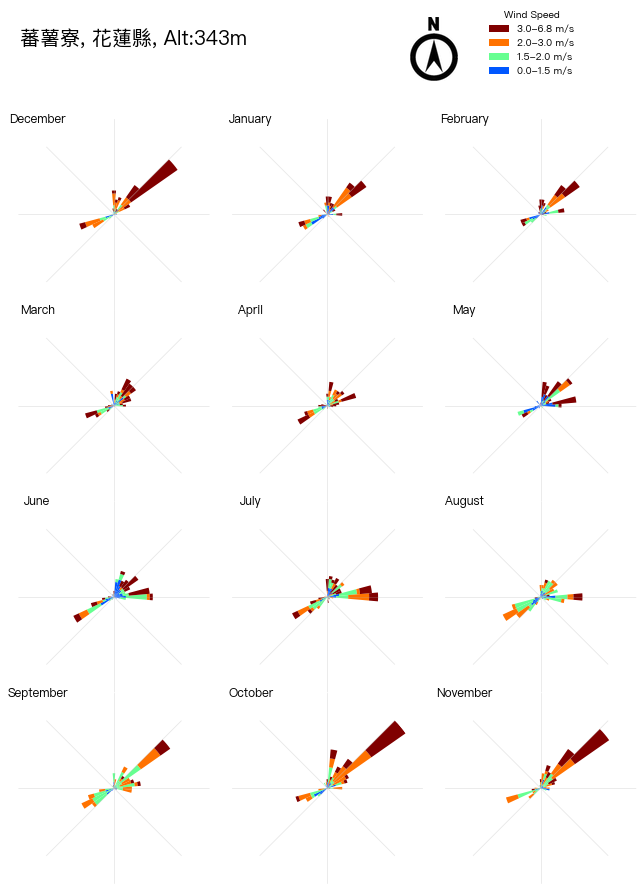 蕃薯寮, 花蓮縣, Alt:343m
N
Wind Speed
3.0–6.8 m/s
2.0–3.0 m/s
1.5–2.0 m/s
0.0–1.5 m/s
December
January
February
March
April
May
June
July
August
September
October
November